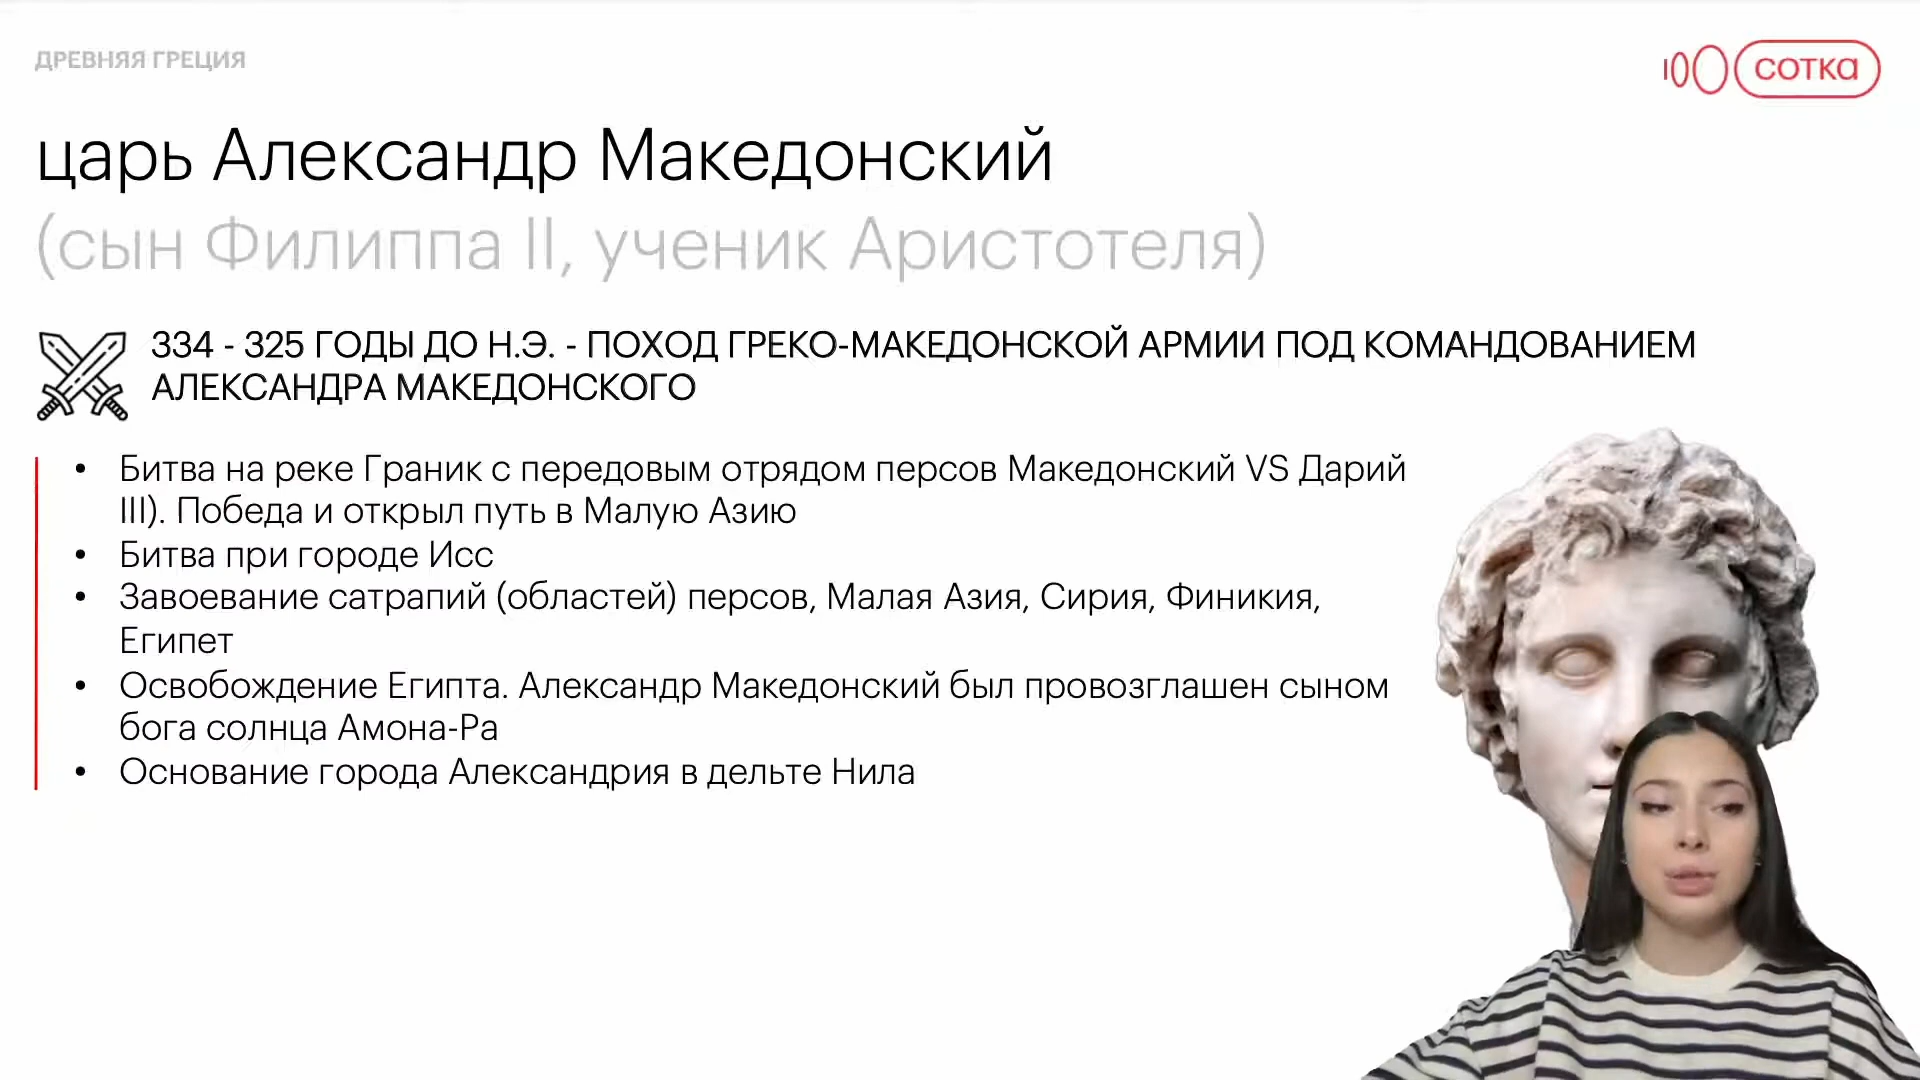 ДРЕВНЯЯ ГРЕЦИЯ
сотка
царь Александр Македонский
(сын Филиппа II, ученик Аристотеля)
334 - 325 ГОДЫ ДО Н.Э. - ПОХОД ГРЕКО-МАКЕДОНСКОЙ АРМИИ ПОД КОМАНДОВАНИЕМ
АЛЕКСАНДРА МАКЕДОНСКОГО
• Битва на реке Граник с передовым отрядом персов Македонский VS Дарий
III). Победа и открыл путь в Малую Азию
• Битва при городе Исс
• Завоевание сатрапий (областей) персов, Малая Азия, Сирия, Финикия,
Египет
• Освобождение Египта. Александр Македонский был провозглашен сыном
бога солнца Амона-Ра
• Основание города Александрия в дельте Нила